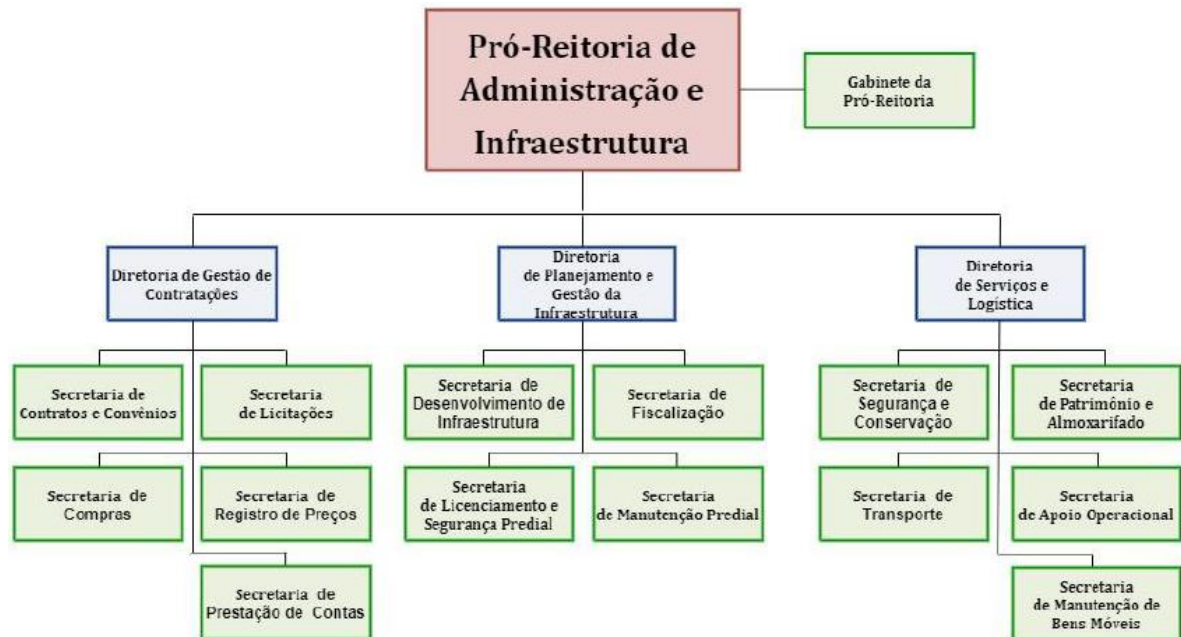 Pró-Reitoria de
Administração e
Infraestrutura
Gabinete da
Pró-Reitoria
Diretoria de Gestão de
Contratações
Diretoria
de Planejamento e
Gestão da
Infraestrutura
Diretoria
de Serviços e
Logística
Secretaria de
Contratos e Convênios
Secretaria
de Licitações
Secretaria de
Desenvolvimento de
Infraestrutura
Secretaria de
Fiscalização
Secretaria de
Segurança e
Conservação
Secretaria
de Patrimônio e
Almoxarifado
Secretaria de
Compras
Secretaria de
Registro de Preços
Secretaria
de Licenciamento e
Segurança Predial
Secretaria
de Manutenção Predial
Secretaria de
Transporte
Secretaria
de Apoio Operacional
Secretaria de
Prestação de Contas
Secretaria
de Manutenção de
Bens Móveis